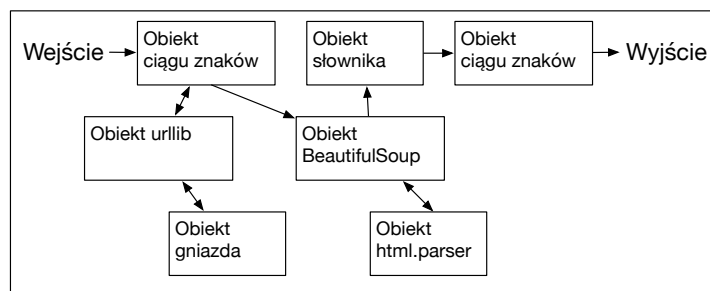 Wejście
Obiekt
ciągu znaków
Obiekt
słownika
Obiekt
ciągu znaków
Wyjście
Obiekt urllib
Obiekt
BeautifulSoup
Obiekt
gniazda
Obiekt
html.parser